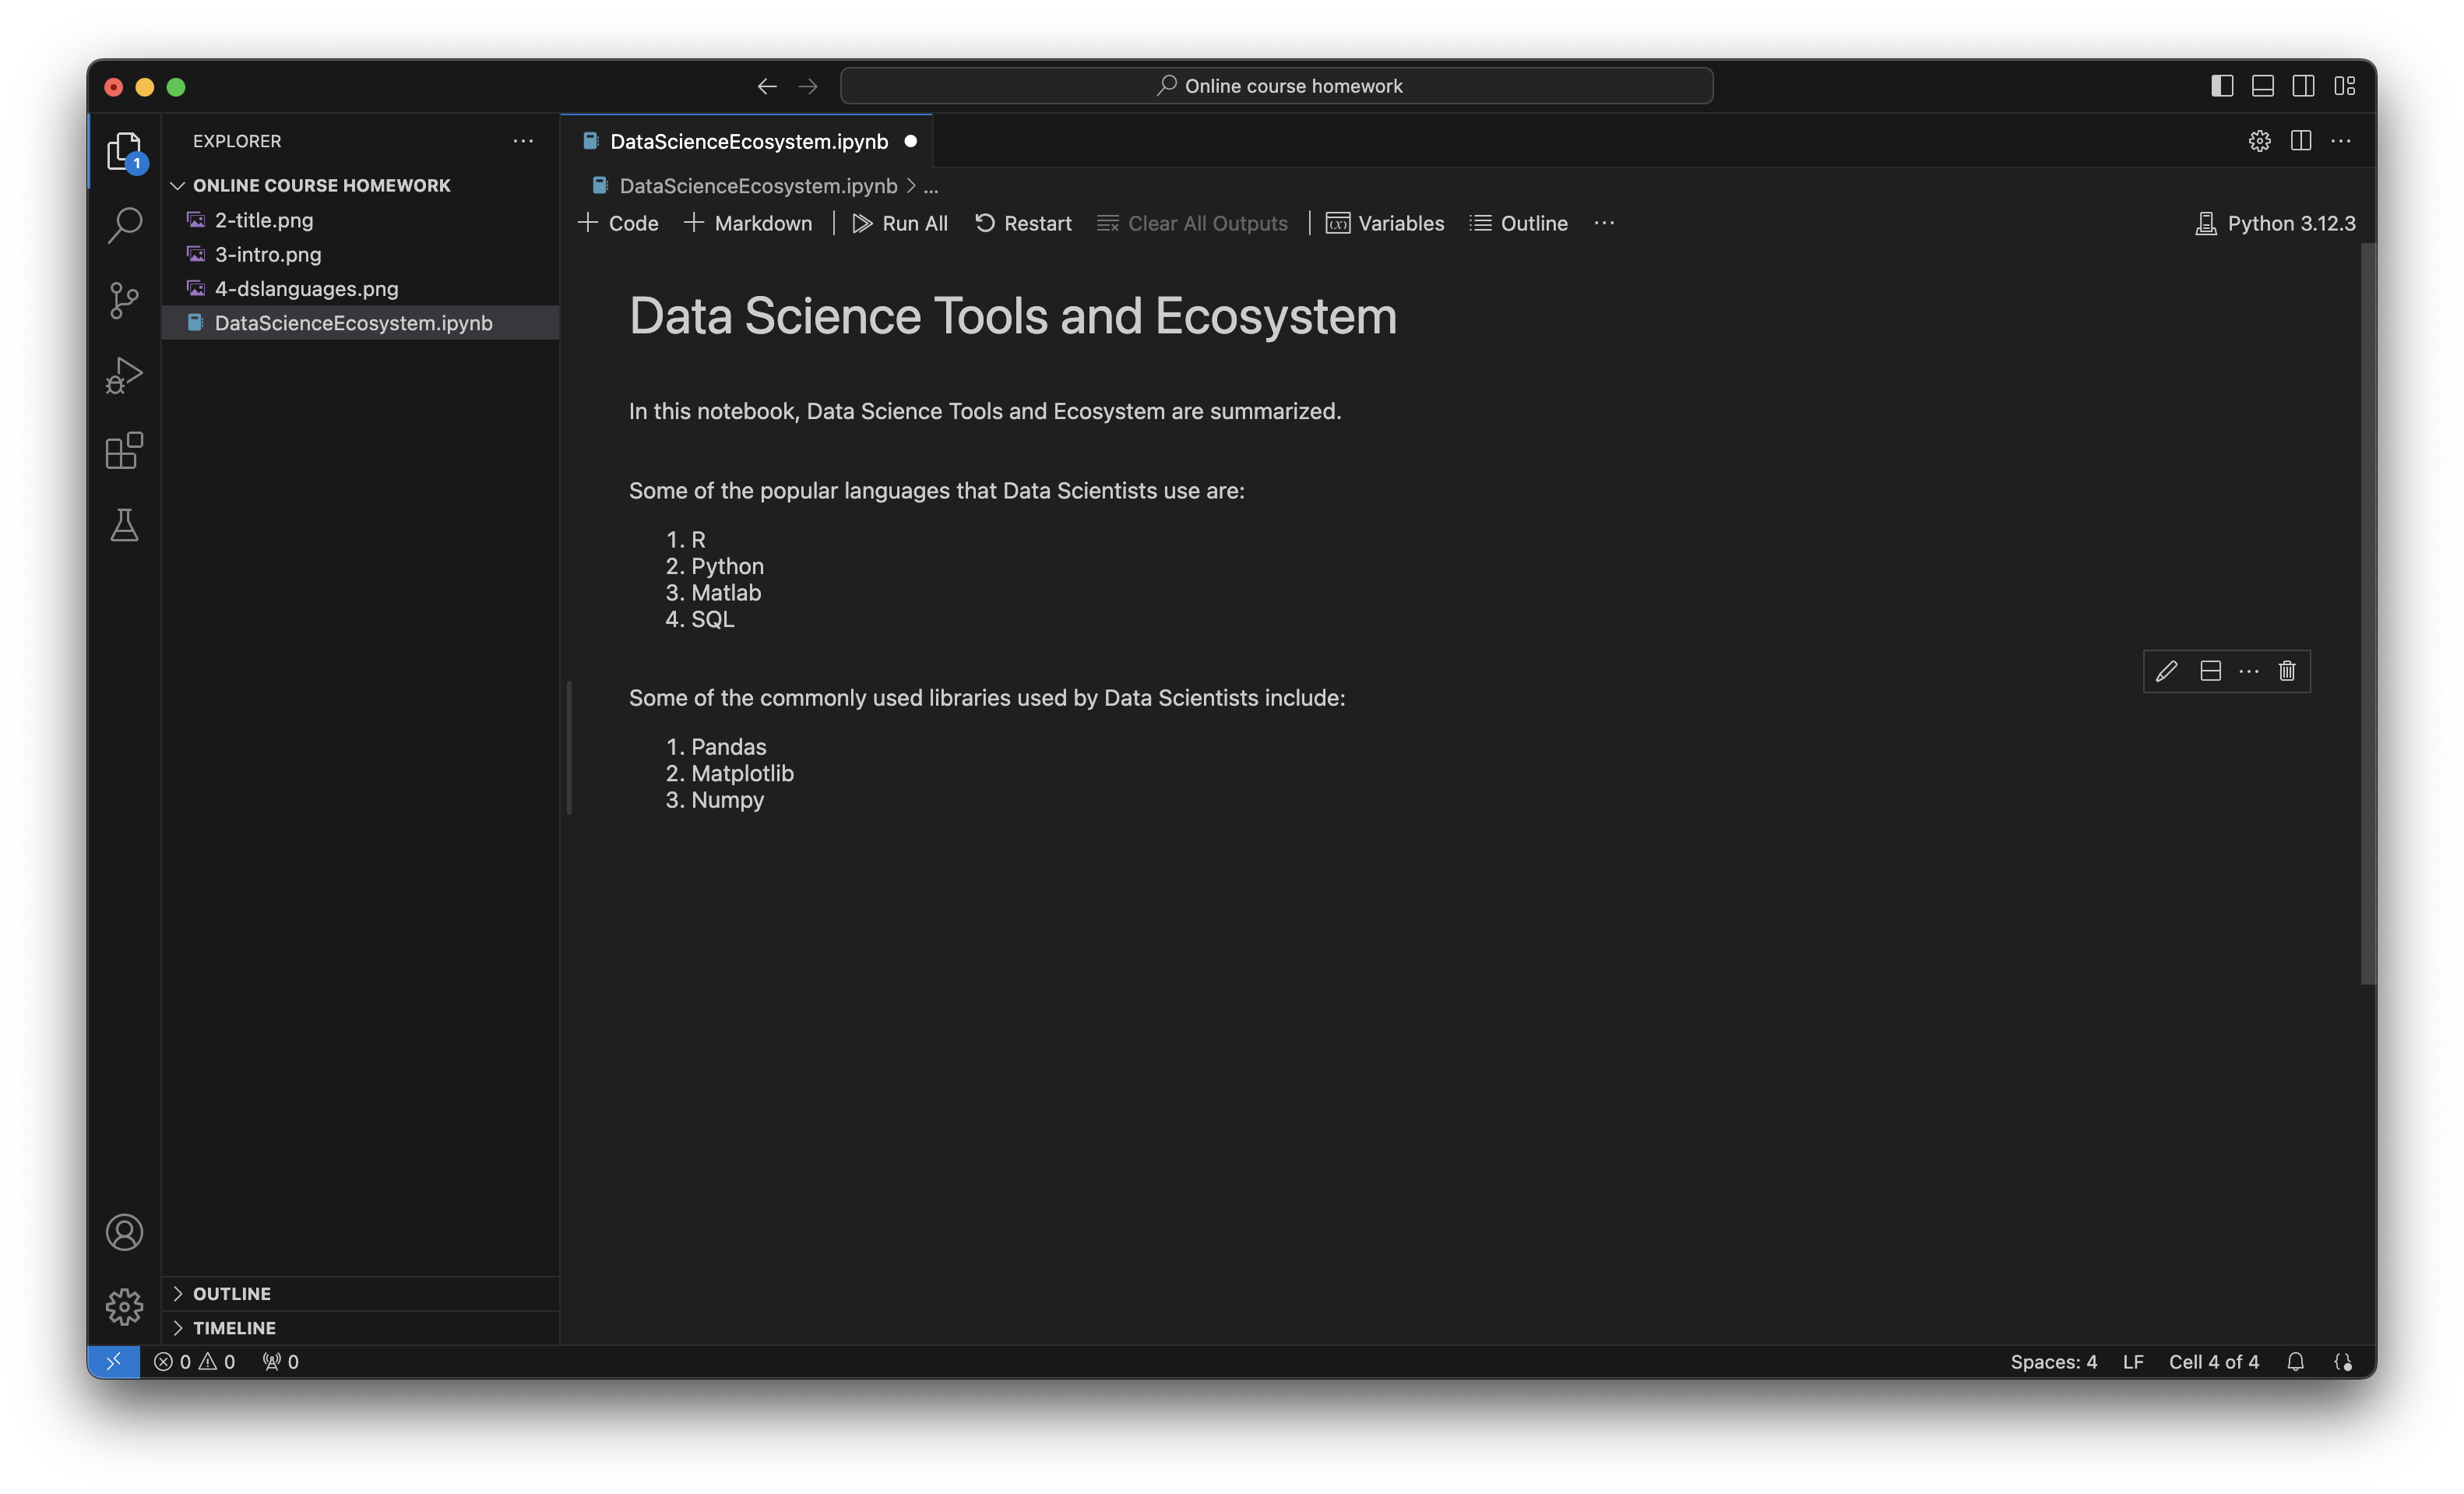 Online course homework
EXPLORER
ONLINE COURSE HOMEWORK
2-title.png
3-intro.png
4-dslanguages.png
DataScienceEcosystem.ipynb
1
OUTLINE
TIMELINE
DataScienceEcosystem.ipynb
DataScienceEcosystem.ipynb > ...
Code Markdown Run All Restart Clear All Outputs Variables Outline ... Python 3.12.3
Data Science Tools and Ecosystem
In this notebook, Data Science Tools and Ecosystem are summarized.
Some of the popular languages that Data Scientists use are:
1. R
2. Python
3. Matlab
4. SQL
Some of the commonly used libraries used by Data Scientists include:
1. Pandas
2. Matplotlib
3. Numpy
0 0 0 Spaces: 4 LF Cell 4 of 4